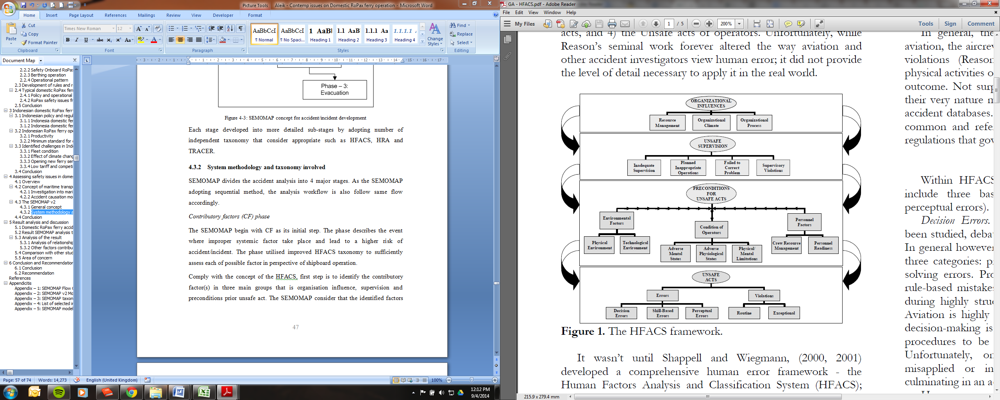 Picture Tools
Aleik - Contemp issues on Domestic RoPax ferry operation - Microsoft Word
Home
Insert
Page Layout
References
Mailings
Review
View
Developer
Format
Paste
Cut
Copy
Format Painter
Clipboard
Times New Roman
12
Font
Paragraph
AaBbCcI
¶ Normal
AaBbCcI
¶ No Spaci...
1 AaBl
Heading 1
1.1 AaB
Heading 2
1.1.1 Aa
Heading 3
1.1.1.1
Heading 4
Change
Styles
Styles
Find
Replace
Select
Editing
Document Map
2.2.2 Safety Onboard RoPa
2.2.3 Berthing operation
2.2.4 Operational pattern
2.3 Development of rules and r
2.4 Typical domestic RoPax ferr
2.4.1 Policy and operational
2.4.2 RoPax safety issues fr
2.5 Conclusion
3 Indonesian domestic RoPax ferr
3.1 Indonesian policy and regul
3.1.1 Indonesia domestic fer
3.1.2 Indonesia domestic fer
3.2 Indonesian RoPax ferry ope
3.2.1 Productivity
3.2.2 Minimum standard for
3.3 Identified challenges in Ind
3.3.1 Fleet condition
3.3.2 Effect of climate chang
3.3.3 Opening new ferry ser
3.3.4 Low tariff and competi
3.4 Conclusion
4 Assessing safety issues in domes
4.1 Overview
4.2 Concept of maritime transp
4.2.1 Investigation into mari
4.2.2 Accident causation mo
4.3 The SEMOMAP v2
4.3.1 General concept
4.3.2 System methodology a
4.4 Conclusion
5 Result analysis and discussion
5.1 Domestic RoPax ferry accid
5.2 Result SEMOMAP analysis t
5.3 Analysis of the result
5.3.1 Analysis of relationship
5.3.2 Other factors contribu
5.4 Comparison with other stud
5.5 Area of concern
6 Conclusion and Recommendation
6.1 Conclusion
6.2 Recommendation
References
Appendicitis
Appendix – 1: SEMOMAP Flow C
Appendix – 2: SEMOMAP v2 Mo
Appendix – 3: SEMOMAP taxon
Appendix – 4: List of selected i
Appendix – 5: SEMOMAP model
Phase – 3:
Evacuation
Figure 4-3: SEMOMAP concept for accident/incident development
Each stage developed into more detailed sub-stages by adopting number of
independent taxonomy that consider appropriate such as HFACS, HRA and
TRACER.
4.3.2 System methodology and taxonomy involved
SEMOMAP divides the accident analysis into 4 major stages. As the SEMOMAP
adopting sequential method, the analysis workflow is also follow same flow
accordingly.
Contributory factors (CF) phase
The SEMOMAP begin with CF as its initial step. The phase describes the event
where improper systemic factor take place and lead to a higher risk of
accident/incident. The phase utilised improved HFACS taxonomy to sufficiently
assess each of possible factor in perspective of shipboard operation.
Comply with the concept of the HFACS, first step is to identify the contributory
factor(s) in three main groups that is organisation influence, supervision and
preconditions prior unsafe act. The SEMOMAP consider that the identified factors
47
Page: 57 of 74
Words: 14,273
English (United Kingdom)
100%
12:12 PM
9/4/2014
GA - HFACS.pdf - Adobe Reader
File Edit View Window Help
My Files
1 / 5
200%
Tools
Sign
Comment
acts, and 4) the Unsafe acts of operators. Unfortunately, while
Reason's seminal work forever altered the way aviation and
other accident investigators view human error; it did not provide
the level of detail necessary to apply it in the real world.
ORGANIZATIONAL
INFLUENCES
Resource
Management
Organizational
Climate
Organizational
Process
UNSAFE
SUPERVISION
Inadequate
Supervision
Planned
Inappropriate
Operations
Failed to
Correct
Problem
Supervisory
Violations
PRECONDITIONS
FOR
UNSAFE ACTS
Environmental
Factors
Condition of
Operators
Personnel
Factors
Physical
Environment
Technological
Environment
Adverse
Mental
States
Adverse
Physiological
States
Physical/
Mental
Limitations
Crew Resource
Management
Personnel
Readiness
UNSAFE
ACTS
Errors
Violations
Decision
Errors
Skill-Based
Errors
Perceptual
Errors
Routine
Exceptional
Figure 1. The HFACS framework.
It wasn't until Shappell and Wiegmann, (2000, 2001)
developed a comprehensive human error framework - the
Human Factors Analysis and Classification System (HFACS);
In general, the
aviation, the aircrev
violations (Reason
physical activities o
outcome. Not surp
their very nature m
accident databases.
common and refe
regulations that gov
Within HFACS
include three bas
perceptual errors).
Decision Errors.
been studied, deba
In general however
three categories: p
solving errors. Pro
rule-based mistakes
during highly stru
Aviation is highly
decision-making is
procedures to be
Unfortunately, on
misapplied or in
culminating in an a
215.9 x 279.4 mm